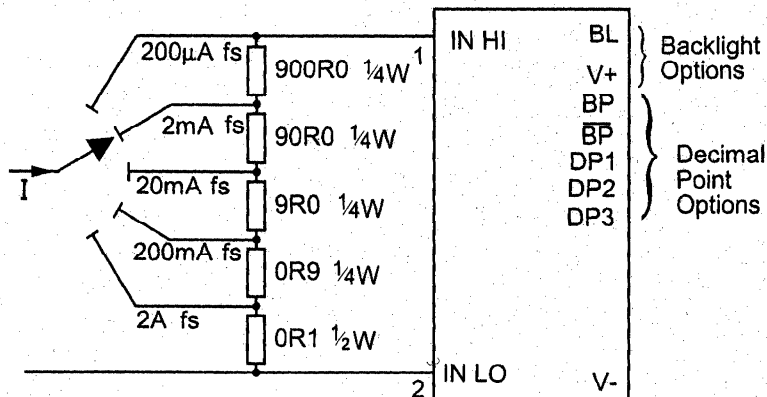 200µA fs
900R0 ¼W
1
IN HI
BL
V+
Backlight
Options
2mA fs
90R0 ¼W
BP
B̅P̅
DP1
DP2
DP3
Decimal
Point
Options
I
20mA fs
9R0 ¼W
200mA fs
0R9 ¼W
2A fs
0R1 ½W
2
IN LO
V-